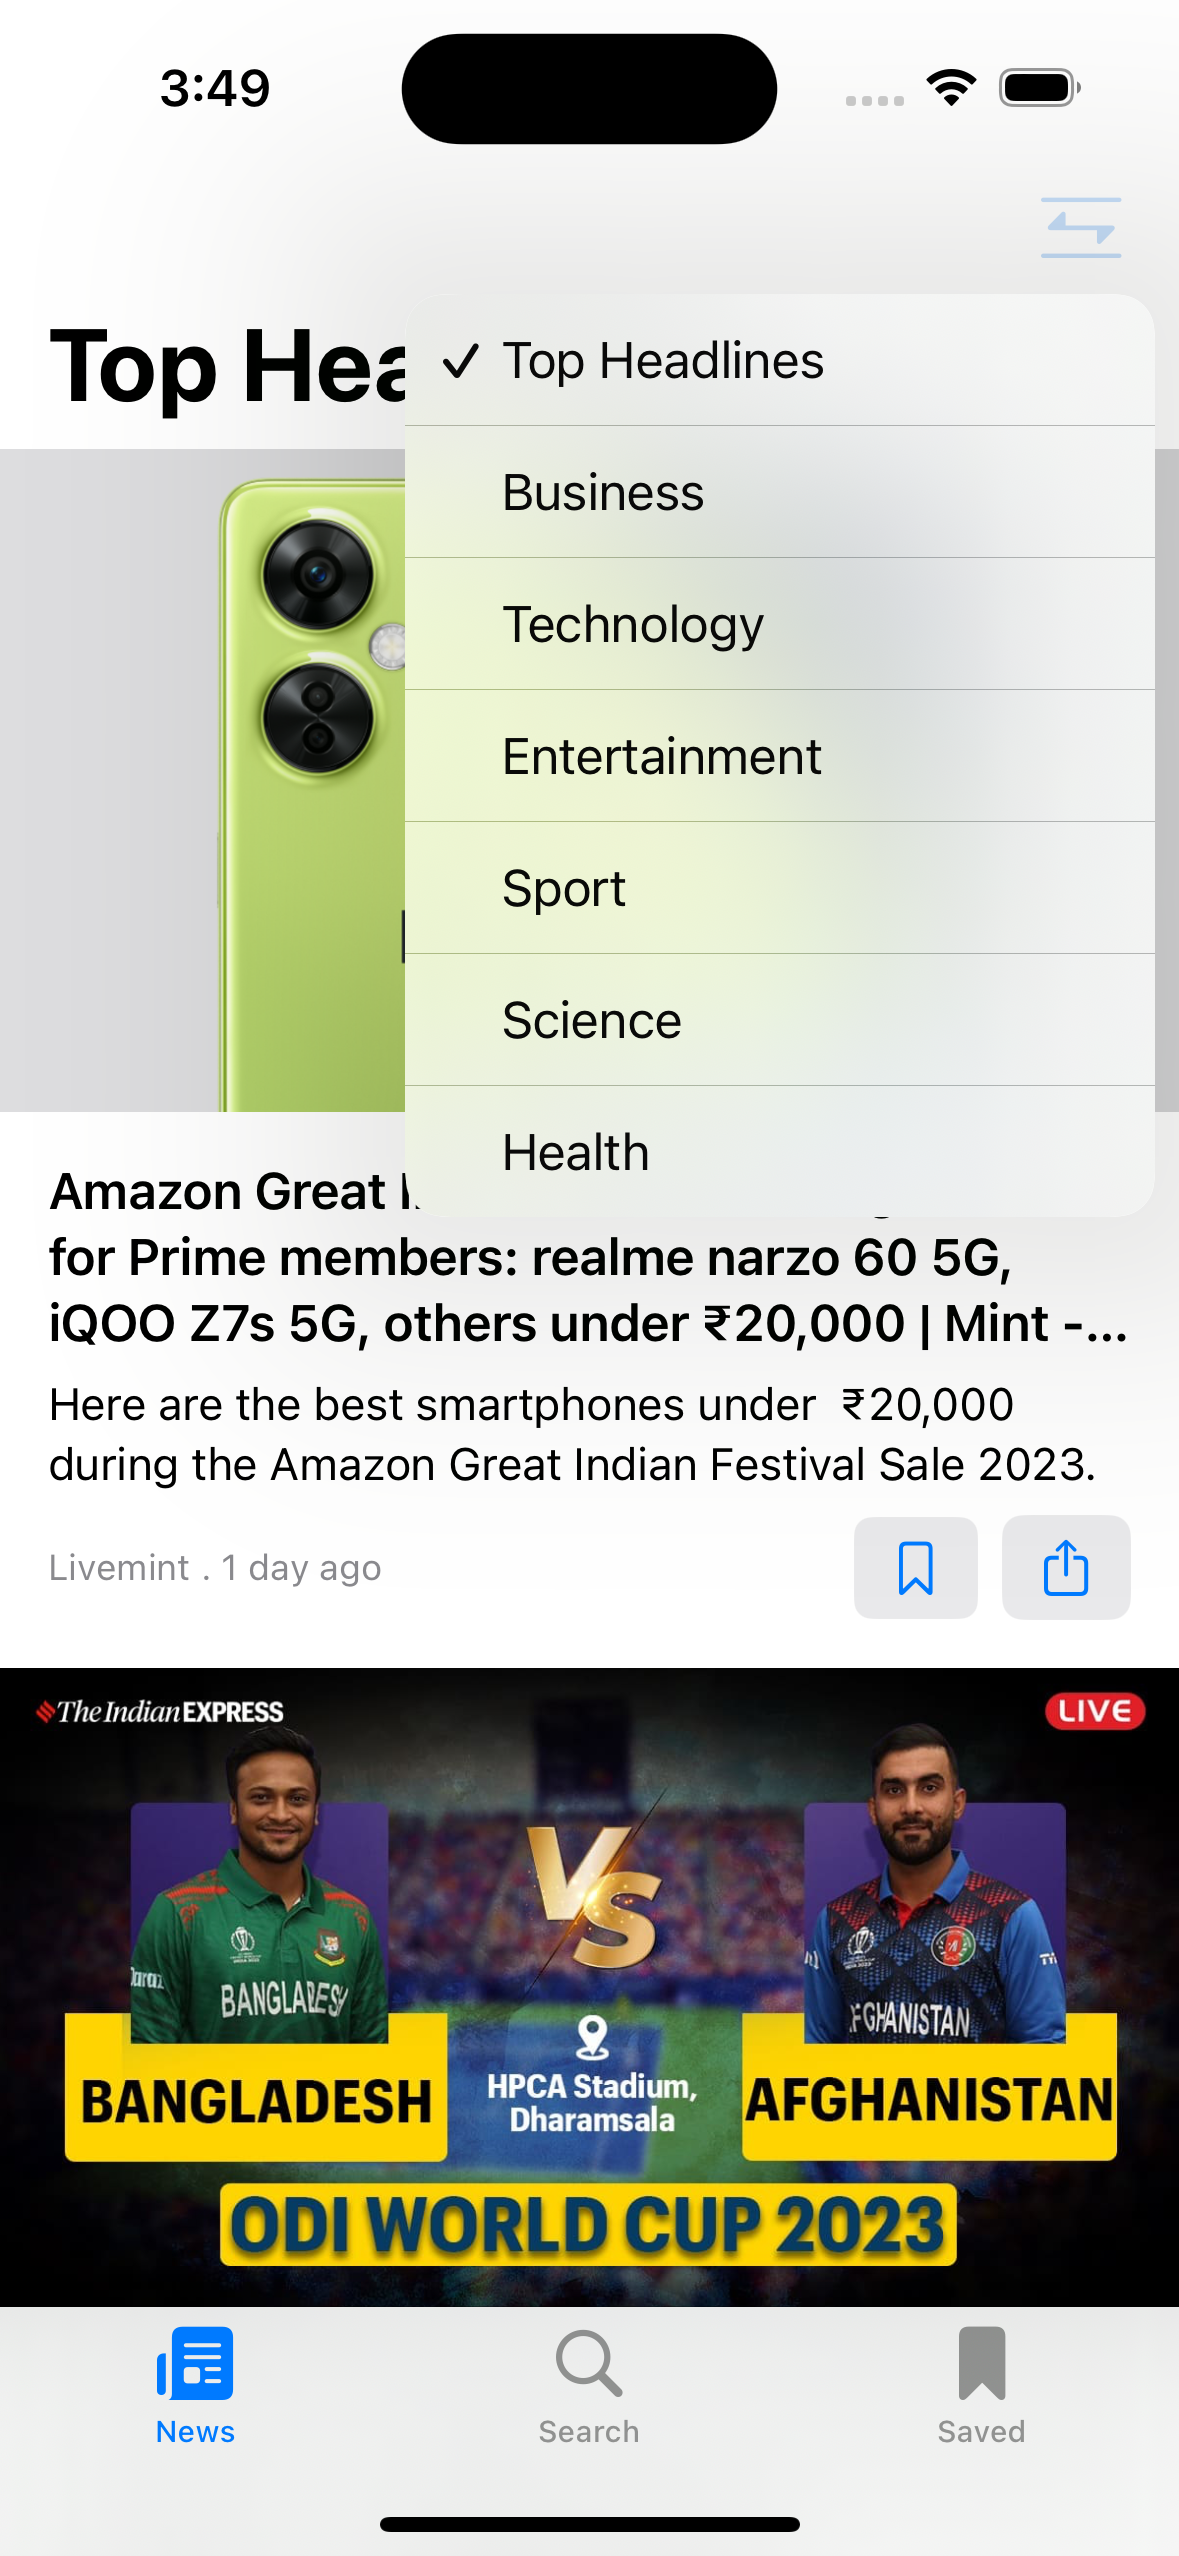 3:49
Top Hea
✓ Top Headlines
Business
Technology
Entertainment
Sport
Science
Health
Amazon Great
for Prime members: realme narzo 60 5G,
iQOO Z7s 5G, others under ₹20,000 | Mint -...
Here are the best smartphones under ₹20,000
during the Amazon Great Indian Festival Sale 2023.
Livemint . 1 day ago
The Indian EXPRESS
LIVE
VS
BANGLADESH
AFGHANISTAN
HPCA Stadium,
Dharamsala
BANGLADESH
AFGHANISTAN
ODI WORLD CUP 2023
News
Search
Saved